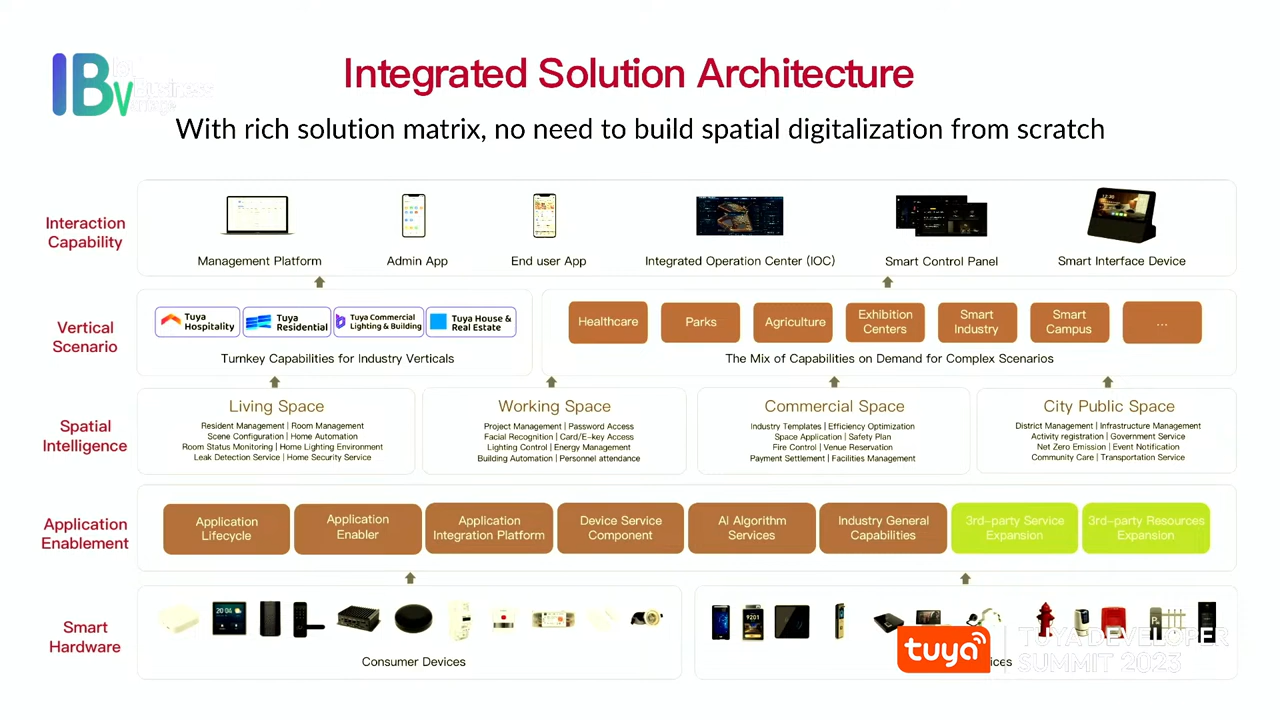 IBV
Business
Integrated Solution Architecture
With rich solution matrix, no need to build spatial digitalization from scratch
Interaction
Capability
Management Platform
Admin App
End user App
Integrated Operation Center (IOC)
Smart Control Panel
Smart Interface Device
Vertical
Scenario
Tuya
Hospitality
Tuya
Residential
Tuya Commercial
Lighting & Building
Tuya House &
Real Estate
Turnkey Capabilities for Industry Verticals
Healthcare
Parks
Agriculture
Exhibition
Centers
Smart
Industry
Smart
Campus
...
The Mix of Capabilities on Demand for Complex Scenarios
Spatial
Intelligence
Living Space
Resident Management | Room Management
Scene Configuration | Home Automation
Room Status Monitoring | Home Lighting Environment
Leak Detection Service | Home Security Service
Working Space
Project Management | Password Access
Facial Recognition | Card/E-key Access
Lighting Control | Energy Management
Building Automation | Personnel attendance
Commercial Space
Industry Templates | Efficiency Optimization
Space Application | Safety Plan
Fire Control | Venue Reservation
Payment Settlement | Facilities Management
City Public Space
District Management | Infrastructure Management
Activity registration | Government Service
Net Zero Emission | Event Notification
Community Care | Transportation Service
Application
Enablement
Application
Lifecycle
Application
Enabler
Application
Integration Platform
Device Service
Component
AI Algorithm
Services
Industry General
Capabilities
3rd-party Service
Expansion
3rd-party Resources
Expansion
Smart
Hardware
20 04
9201
P
Consumer Devices
tuya
TUYA DEVELOPER
SUMMIT 2023